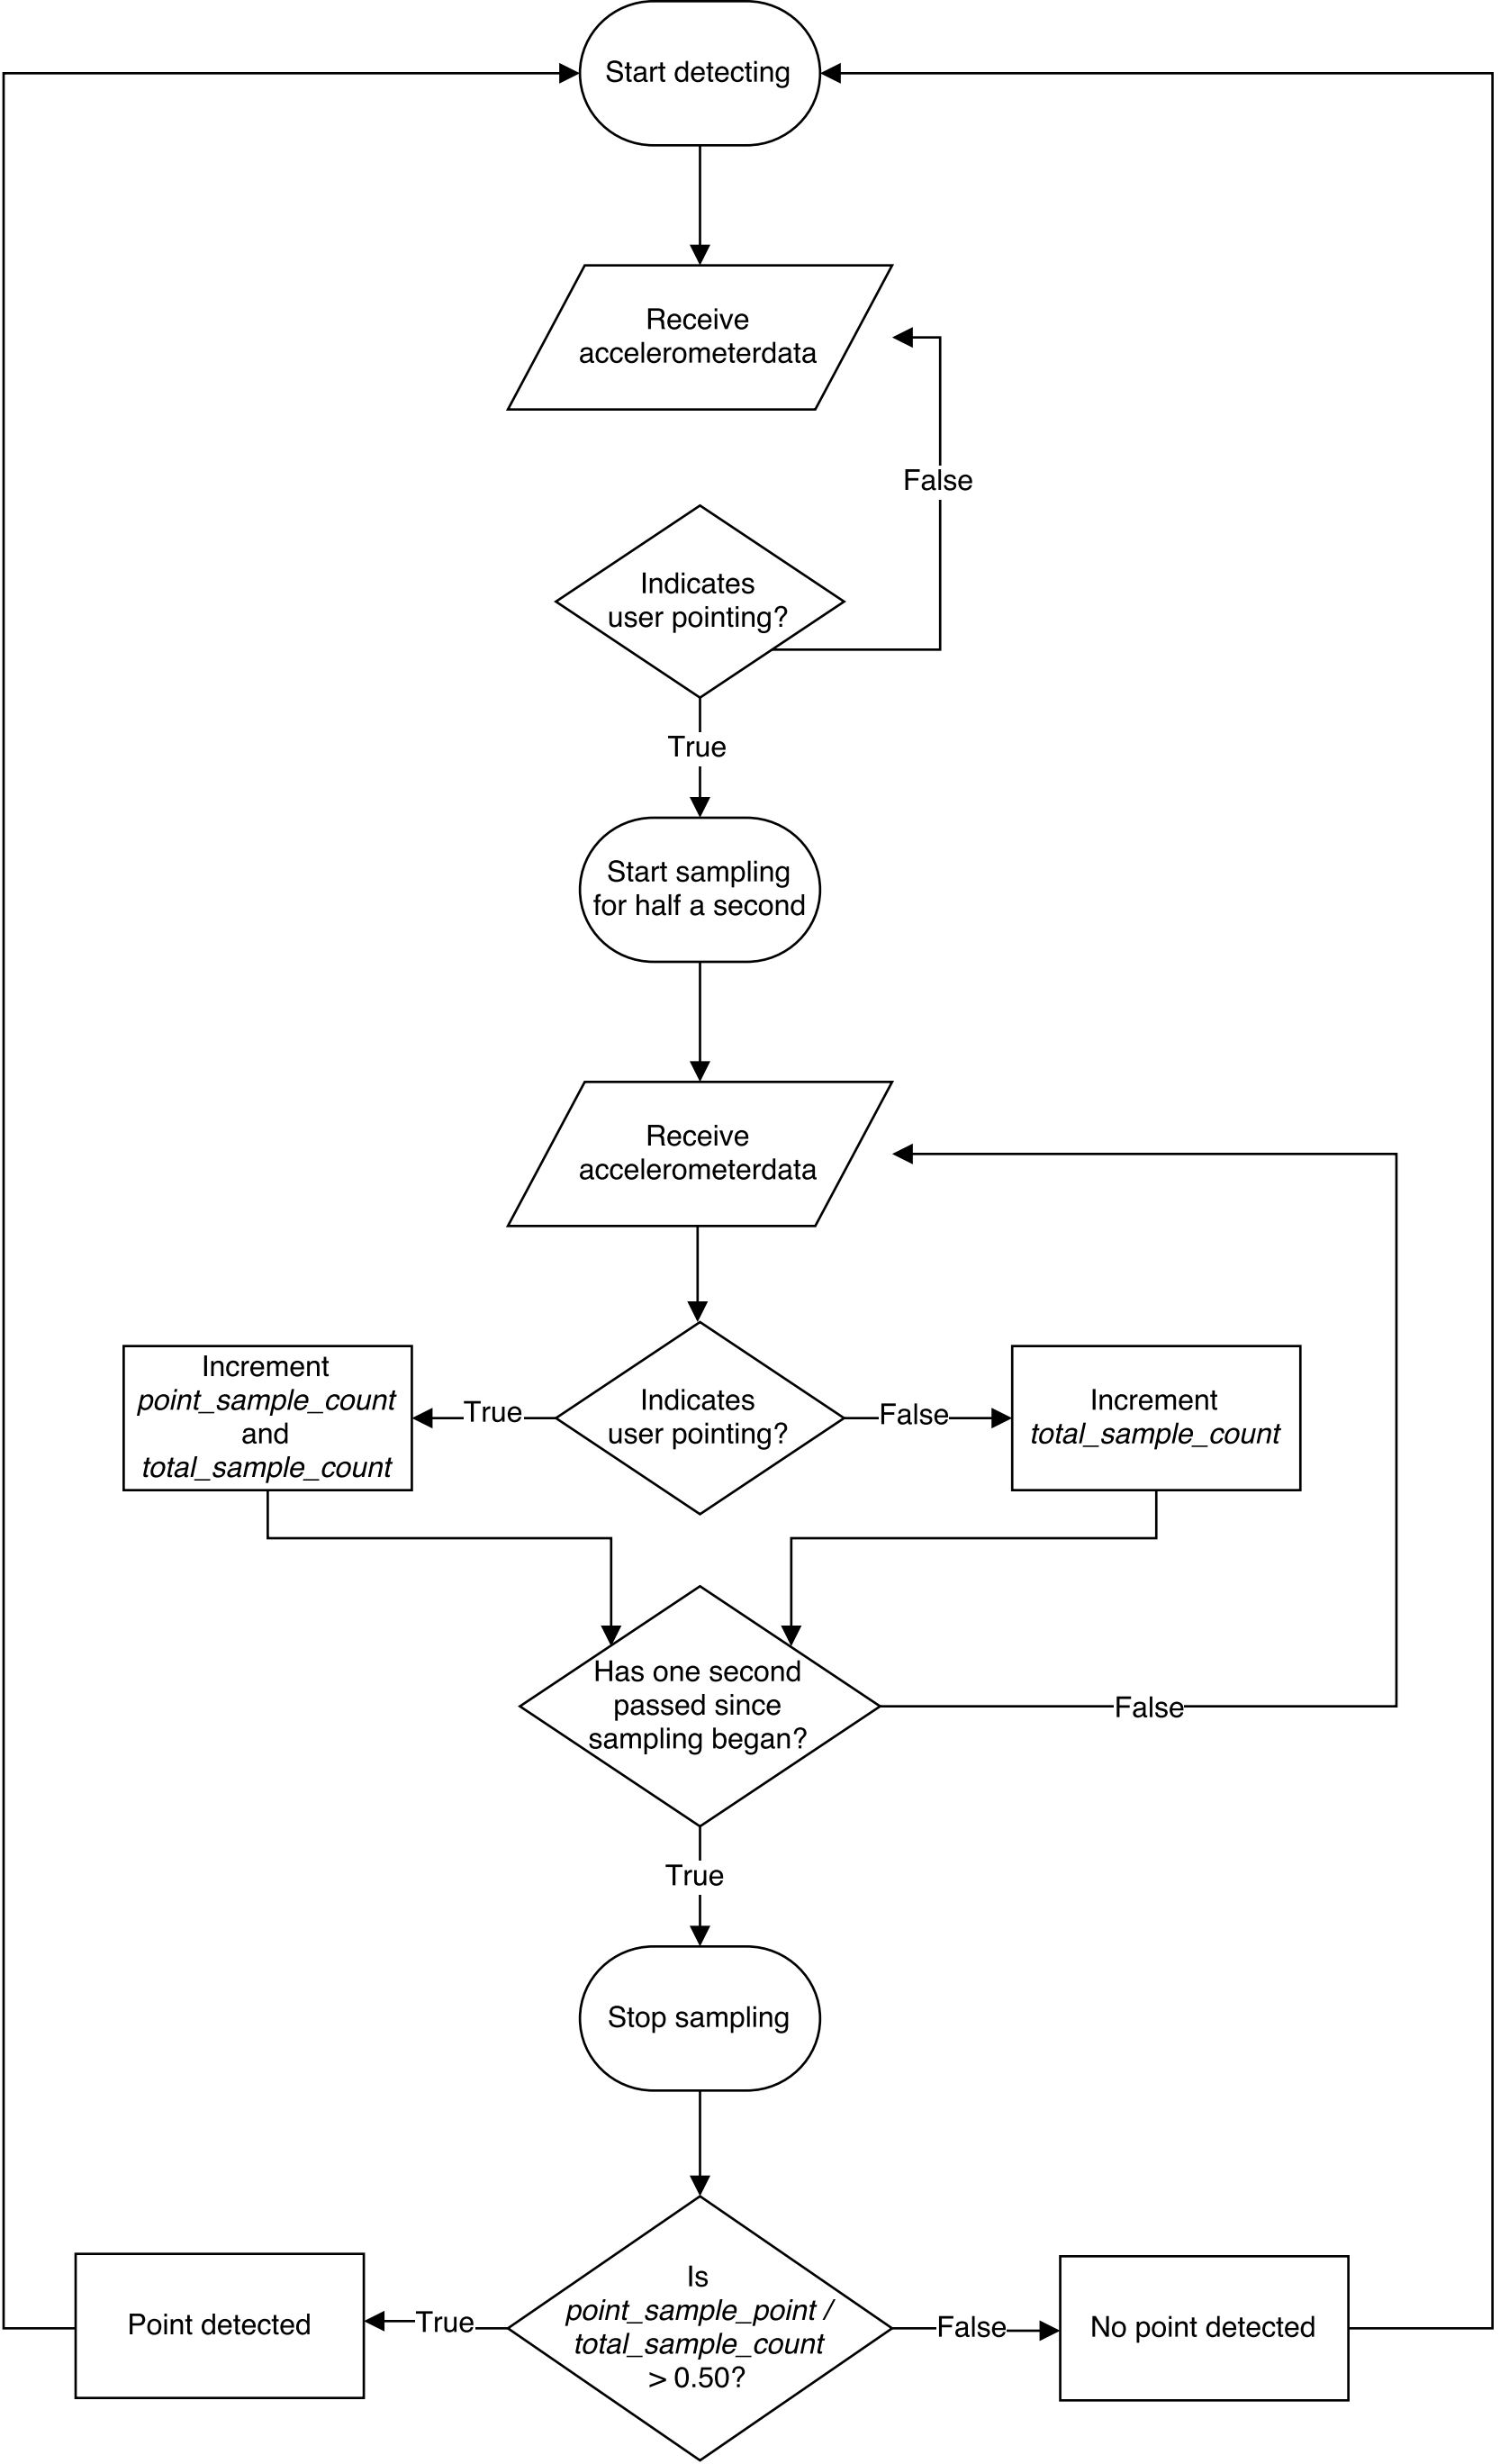 Start detecting
Receive
accelerometerdata
False
Indicates
user pointing?
True
Start sampling
for half a second
Receive
accelerometerdata
Increment
point_sample_count
and
total_sample_count
True
Indicates
user pointing?
False
Increment
total_sample_count
Has one second
passed since
sampling began?
False
True
Stop sampling
Point detected
True
Is
point_sample_point /
total_sample_count
> 0.50?
False
No point detected